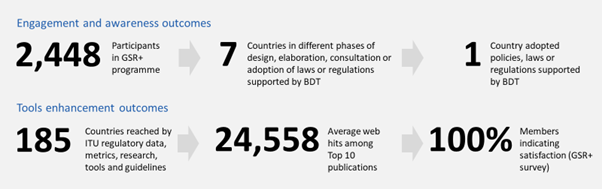 Engagement and awareness outcomes
2,448
Participants
in GSR+
programme
7
Countries in different phases of
design, elaboration, consultation or
adoption of laws or regulations
supported by BDT
1
Country adopted
policies, laws or
regulations supported
by BDT
Tools enhancement outcomes
185
Countries reached by
ITU regulatory data,
metrics, research,
tools and guidelines
24,558
Average web
hits among
Top 10
publications
100%
Members
indicating
satisfaction (GSR+
survey)